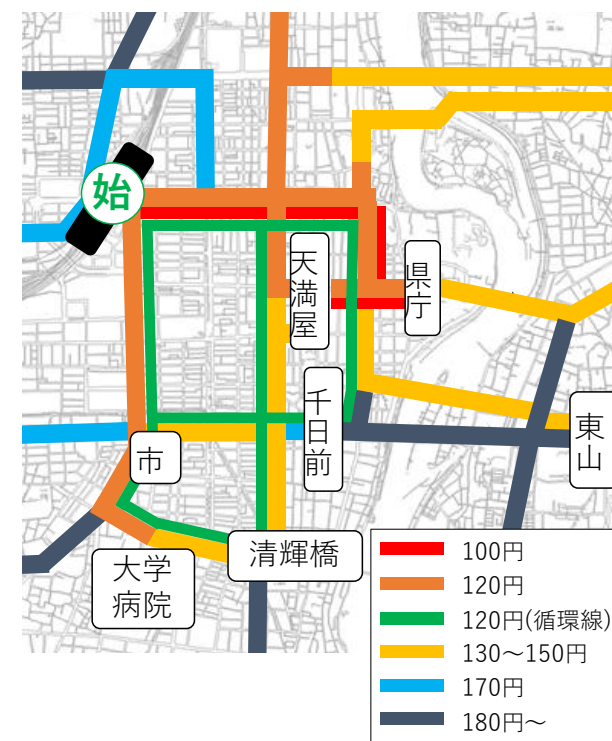 始
天満屋
県庁
千日前
東山
市
清輝橋
大学
病院
100円
120円
120円(循環線)
130～150円
170円
180円～